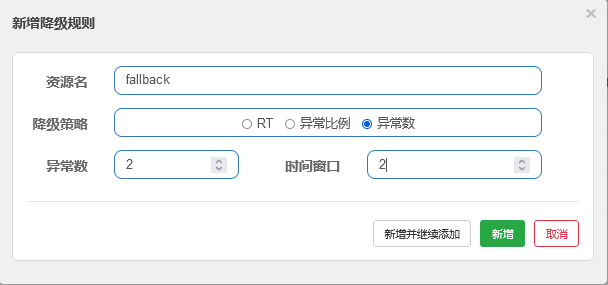 新增降级规则
×
资源名 fallback
降级策略 RT 异常比例 异常数
异常数 2 时间窗口 2
新增并继续添加 新增 取消